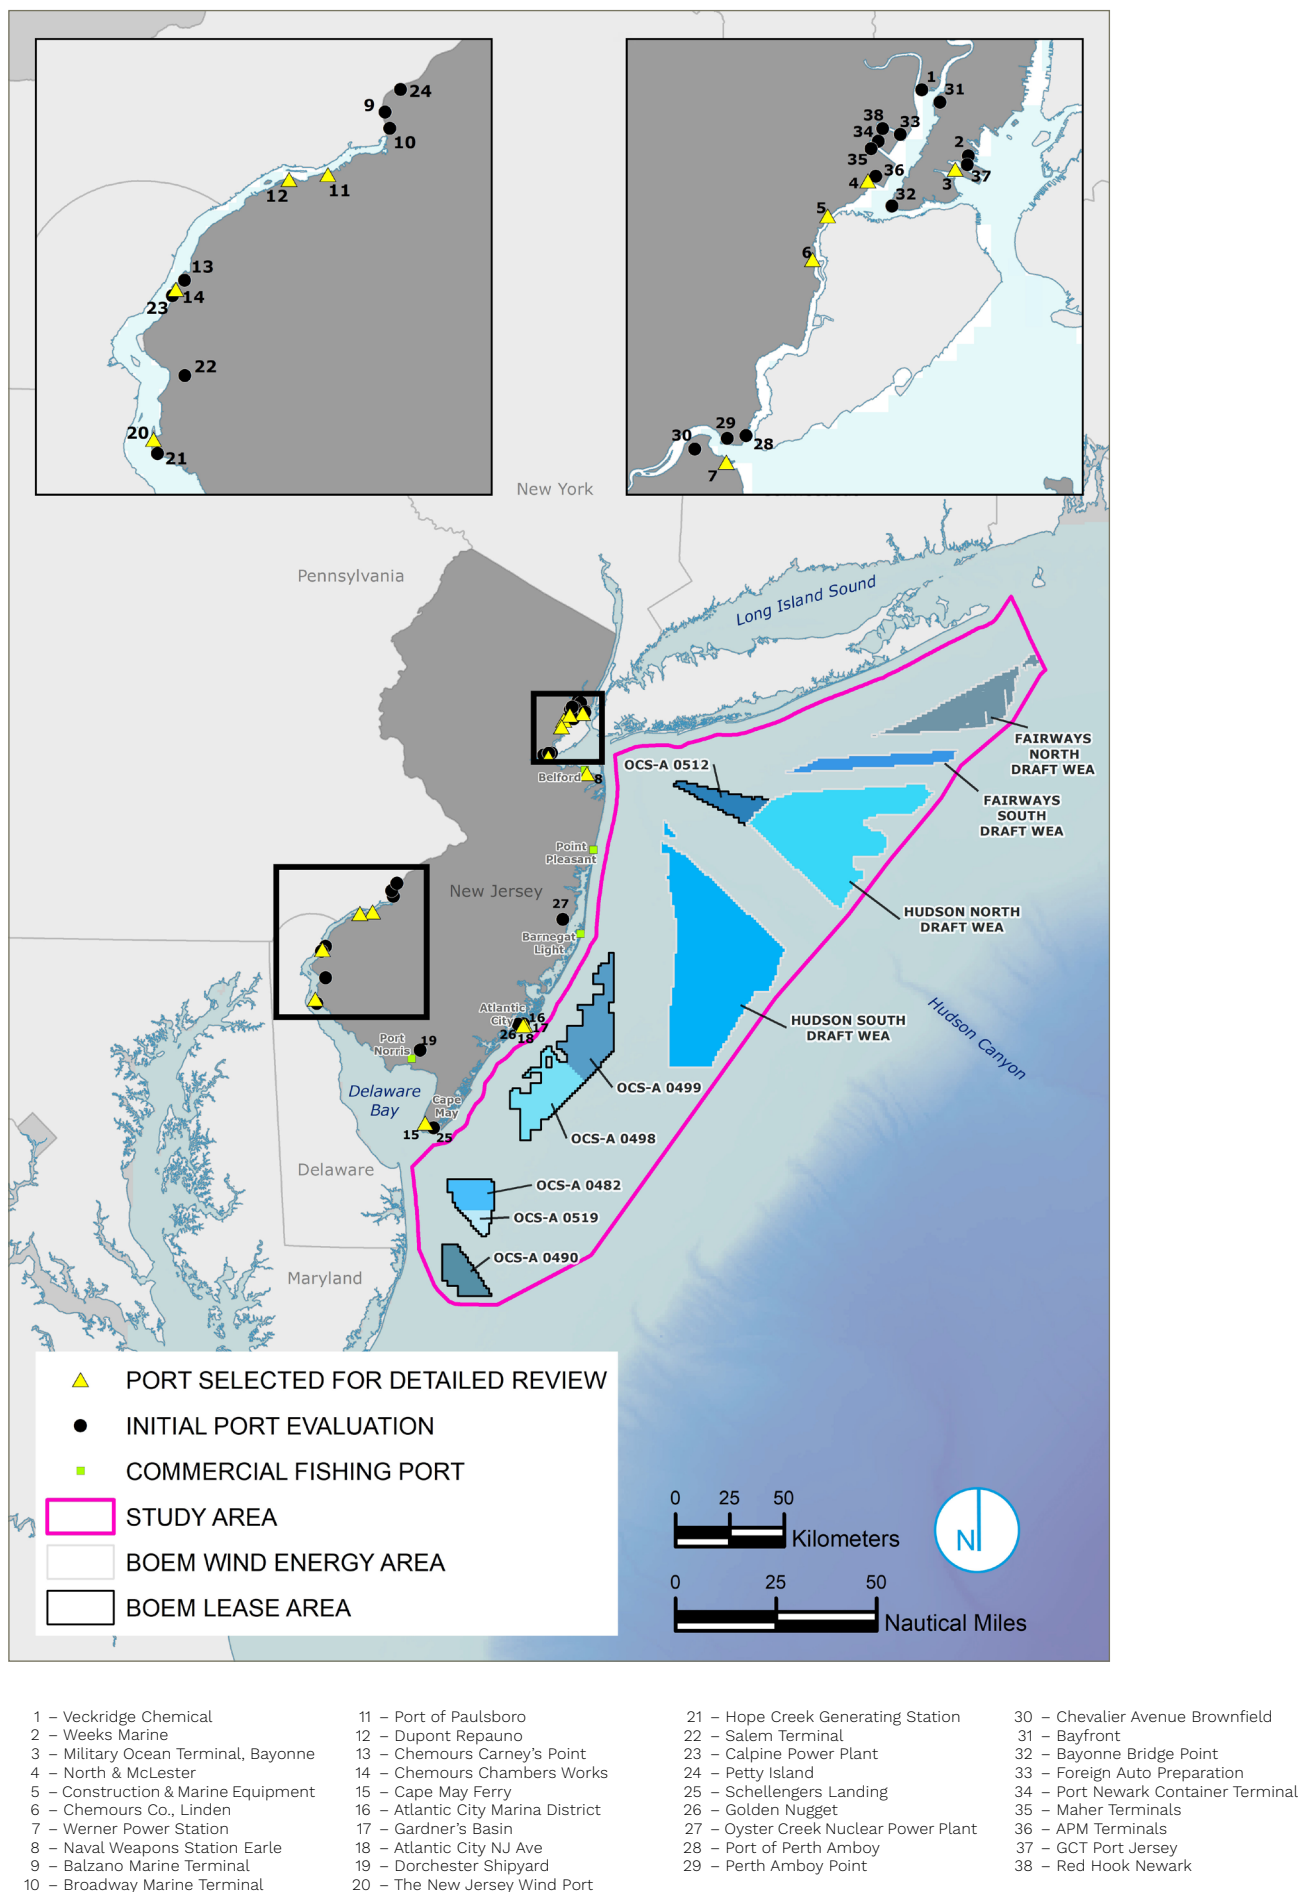 24
9
10
12
11
13
14
23
22
20
21
1
31
38
33
34
35
2
37
36
4
3
32
5
6
29
30
28
7
New York
Pennsylvania
Long Island Sound
Belford
8
OCS-A 0512
FAIRWAYS
NORTH
DRAFT WEA
FAIRWAYS
SOUTH
DRAFT WEA
Point
Pleasant
New Jersey
27
HUDSON NORTH
DRAFT WEA
Barnegat
Light
Atlantic
City
16
17
26
18
HUDSON SOUTH
DRAFT WEA
Hudson Canyon
Port
Norris
19
OCS-A 0499
Delaware
Bay
Cape
May
15
25
OCS-A 0498
Delaware
OCS-A 0482
OCS-A 0519
OCS-A 0490
Maryland
PORT SELECTED FOR DETAILED REVIEW
INITIAL PORT EVALUATION
COMMERCIAL FISHING PORT
STUDY AREA
BOEM WIND ENERGY AREA
BOEM LEASE AREA
0 25 50
Kilometers
N
0 25 50
Nautical Miles
1 – Veckridge Chemical
2 – Weeks Marine
3 – Military Ocean Terminal, Bayonne
4 – North & McLester
5 – Construction & Marine Equipment
6 – Chemours Co., Linden
7 – Werner Power Station
8 – Naval Weapons Station Earle
9 – Balzano Marine Terminal
10 – Broadway Marine Terminal
11 – Port of Paulsboro
12 – Dupont Repauno
13 – Chemours Carney's Point
14 – Chemours Chambers Works
15 – Cape May Ferry
16 – Atlantic City Marina District
17 – Gardner's Basin
18 – Atlantic City NJ Ave
19 – Dorchester Shipyard
20 – The New Jersey Wind Port
21 – Hope Creek Generating Station
22 – Salem Terminal
23 – Calpine Power Plant
24 – Petty Island
25 – Schellengers Landing
26 – Golden Nugget
27 – Oyster Creek Nuclear Power Plant
28 – Port of Perth Amboy
29 – Perth Amboy Point
30 – Chevalier Avenue Brownfield
31 – Bayfront
32 – Bayonne Bridge Point
33 – Foreign Auto Preparation
34 – Port Newark Container Terminal
35 – Maher Terminals
36 – APM Terminals
37 – GCT Port Jersey
38 – Red Hook Newark